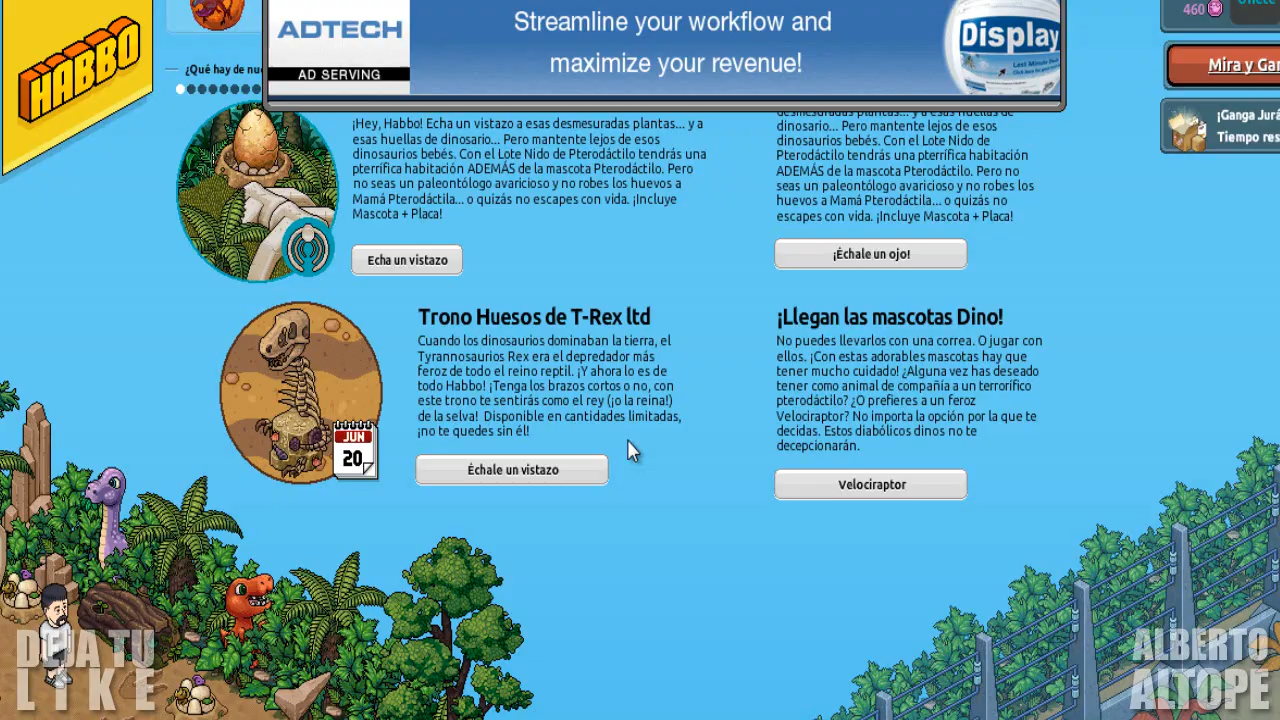 HABBO
ADTECH
AD SERVING
Streamline your workflow and
maximize your revenue!
Display
460
Mira y Gan
¡Ganga Jurá
Tiempo res
¿Qué hay de nue
¡Hey, Habbo! Echa un vistazo a esas desmesuradas plantas... y a
esas huellas de dinosario... Pero mantente lejos de esos
dinosaurios bebés. Con el Lote Nido de Pterodáctilo tendrás una
pterrífica habitación ADEMÁS de la mascota Pterodáctilo. Pero
no seas un paleontólogo avaricioso y no robes los huevos a
Mamá Pterodáctila... o quizás no escapes con vida. ¡Incluye
Mascota + Placa!
Echa un vistazo
desmesuradas plantas... y a esas huellas de
dinosario... Pero mantente lejos de esos
dinosaurios bebés. Con el Lote Nido de
Pterodáctilo tendrás una pterrífica habitación
ADEMÁS de la mascota Pterodáctilo. Pero no
seas un paleontólogo avaricioso y no robes los
huevos a Mamá Pterodáctila... o quizás no
escapes con vida. ¡Incluye Mascota + Placa!
¡Échale un ojo!
JUN
20
Trono Huesos de T-Rex ltd
Cuando los dinosaurios dominaban la tierra, el
Tyrannosaurios Rex era el depredador más
feroz de todo el reino reptil. ¡Y ahora lo es de
todo Habbo! ¡Tenga los brazos cortos o no, con
este trono te sentirás como el rey (¡o la reina!)
de la selva! Disponible en cantidades limitadas,
¡no te quedes sin él!
Échale un vistazo
¡Llegan las mascotas Dino!
No puedes llevarlos con una correa. O jugar con
ellos. ¡Con estas adorables mascotas hay que
tener mucho cuidado! ¿Alguna vez has deseado
tener como animal de compañía a un terrorífico
pterodáctilo? ¿O prefieres a un feroz
Velociraptor? No importa la opción por la que te
decidas. Estos diabólicos dinos no te
decepcionarán.
Velociraptor
DEJA TU
LIKE
ALBERTO
ALTOPE